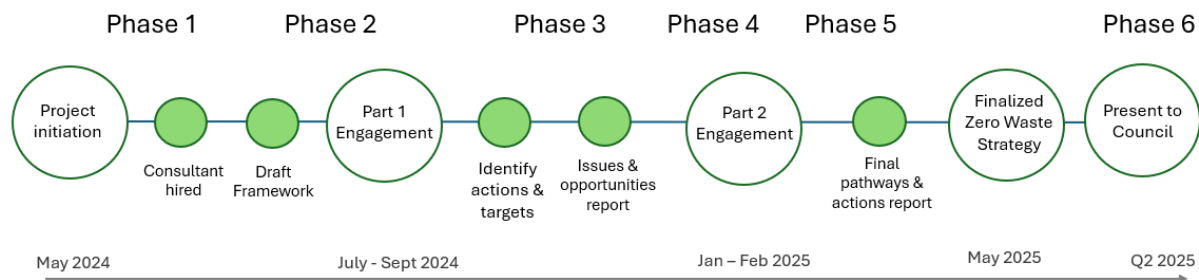 Phase 1
Phase 2
Phase 3
Phase 4
Phase 5
Phase 6
Project
initiation
Consultant
hired
Draft
Framework
Part 1
Engagement
Identify
actions &
targets
Issues &
opportunities
report
Part 2
Engagement
Final
pathways &
actions report
Finalized
Zero Waste
Strategy
Present to
Council
May 2024
July - Sept 2024
Jan – Feb 2025
May 2025
Q2 2025